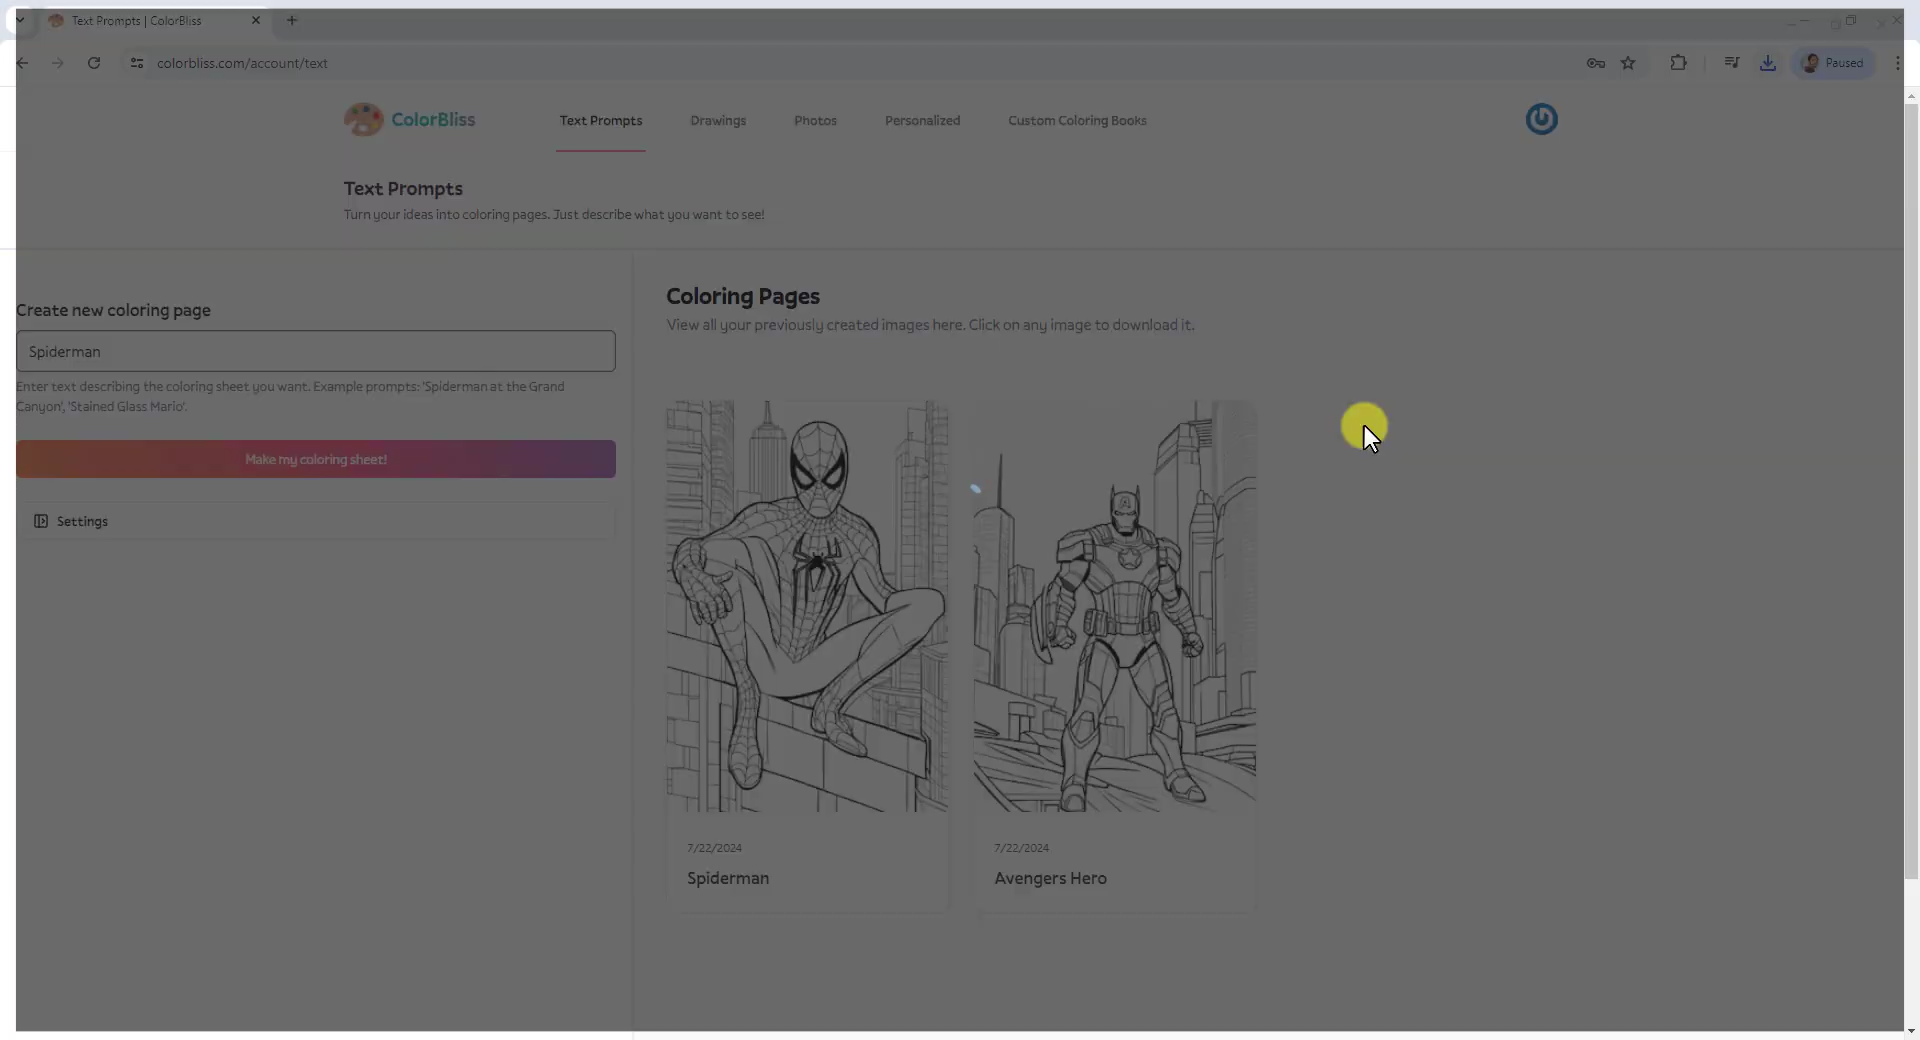 Text Prompts | ColorBliss
colorbliss.com/account/text
Paused
ColorBliss
Text Prompts
Drawings
Photos
Personalized
Custom Coloring Books
Text Prompts
Turn your ideas into coloring pages. Just describe what you want to see!
Create new coloring page
Spiderman
Enter text describing the coloring sheet you want. Example prompts: 'Spiderman at the Grand
Canyon', 'Stained Glass Mario'.
Make my coloring sheet!
Settings
Coloring Pages
View all your previously created images here. Click on any image to download it.
7/22/2024
Spiderman
A
7/22/2024
Avengers Hero